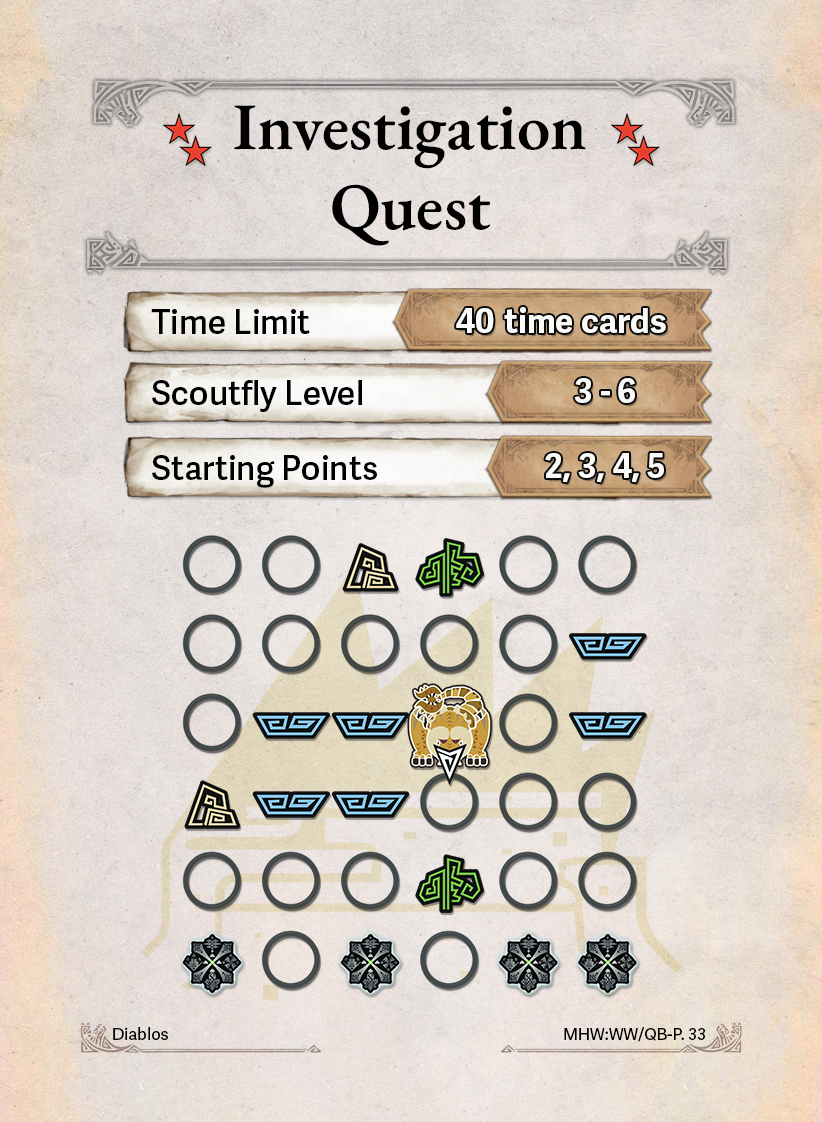 Investigation
Quest
Time Limit 40 time cards
Scoutfly Level 3 - 6
Starting Points 2, 3, 4, 5
Diablos MHW:WW/QB-P. 33